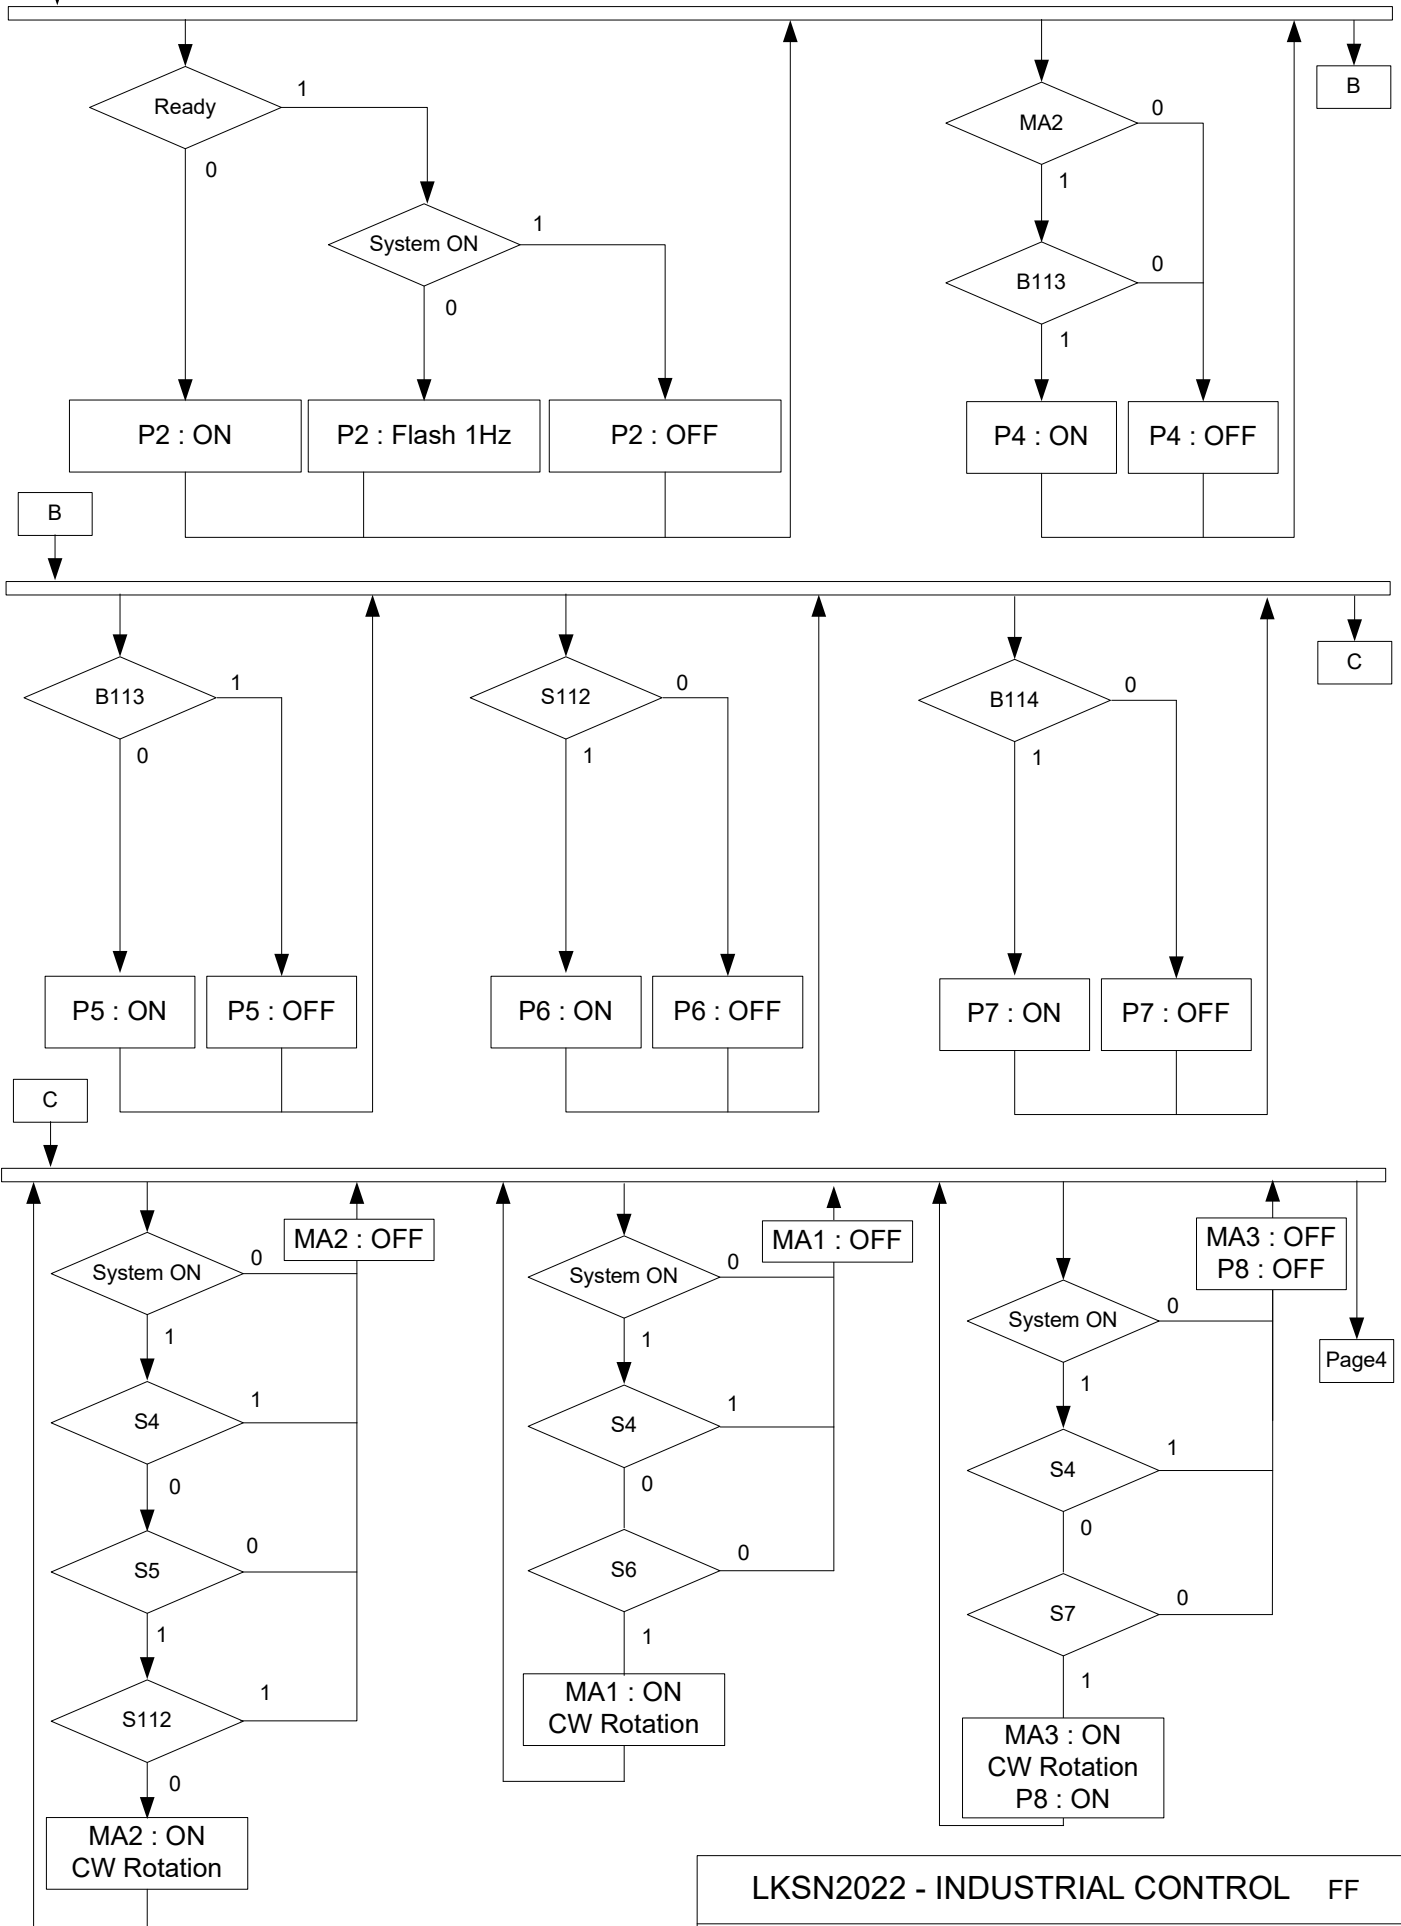 B
Ready
1
0
System ON
1
0
MA2
0
1
B113
0
1
P2 : ON
P2 : Flash 1Hz
P2 : OFF
P4 : ON
P4 : OFF
B
C
B113
1
0
S112
0
1
B114
0
1
P5 : ON
P5 : OFF
P6 : ON
P6 : OFF
P7 : ON
P7 : OFF
C
MA2 : OFF
System ON
0
1
S4
1
0
S5
0
1
S112
1
0
MA2 : ON
CW Rotation
MA1 : OFF
System ON
0
1
S4
1
0
S6
0
1
MA1 : ON
CW Rotation
MA3 : OFF
P8 : OFF
System ON
0
1
S4
1
0
S7
0
1
MA3 : ON
CW Rotation
P8 : ON
Page4
LKSN2022 - INDUSTRIAL CONTROL FF